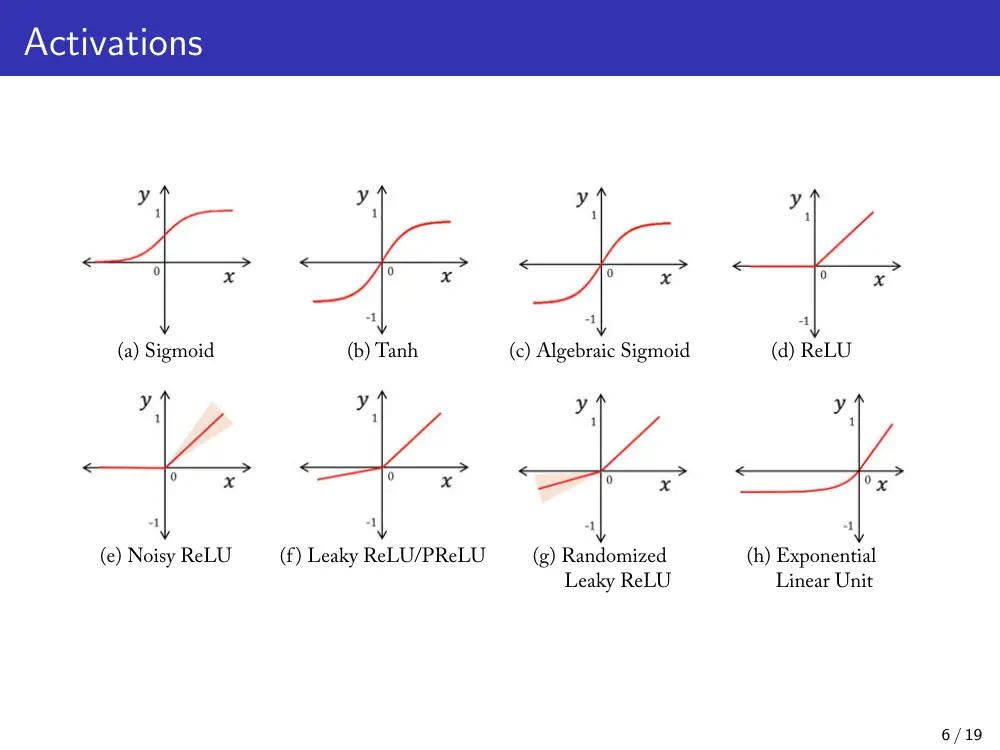 Activations
y
1
0
x
(a) Sigmoid
y
1
0
x
-1
(b) Tanh
y
1
0
x
-1
(c) Algebraic Sigmoid
y
1
0
x
-1
(d) ReLU
y
1
0
x
-1
(e) Noisy ReLU
y
1
0
x
-1
(f) Leaky ReLU/PReLU
y
1
0
x
-1
(g) Randomized
Leaky ReLU
y
1
0
x
-1
(h) Exponential
Linear Unit
6 / 19